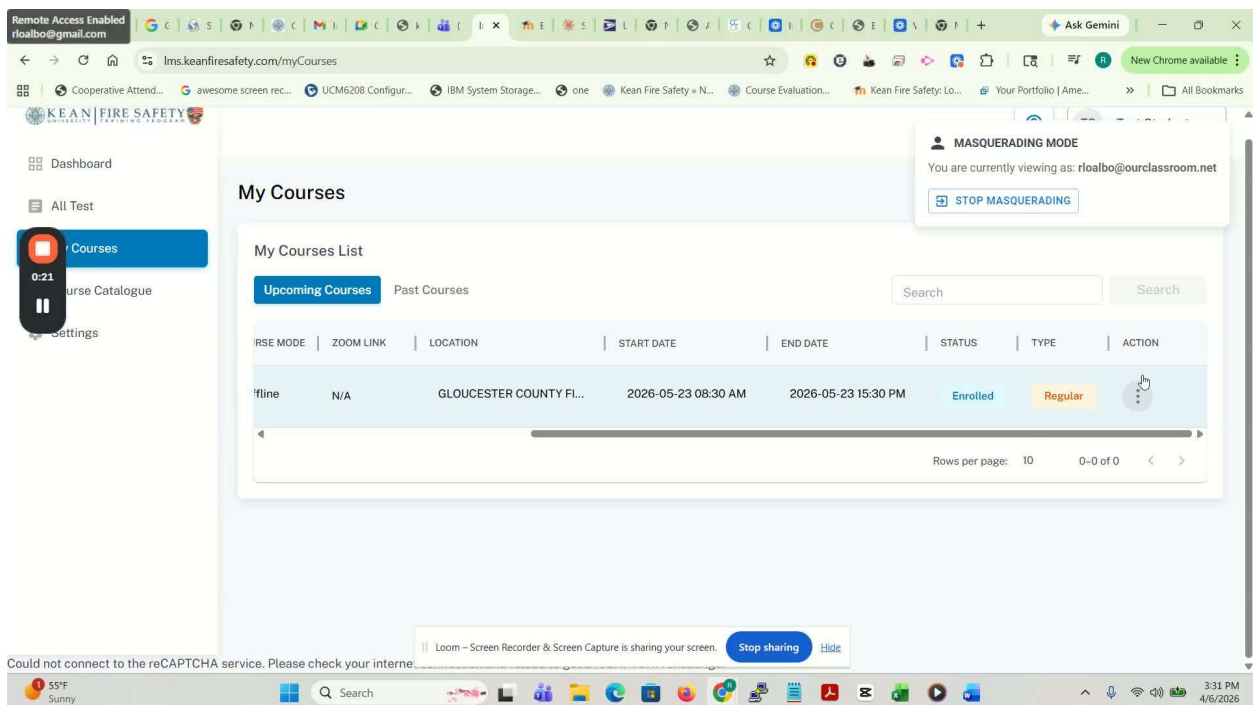 Remote Access Enabled
rloalbo@gmail.com
Ask Gemini
lms.keanfiresafety.com/myCourses
New Chrome available
Cooperative Attend...
awesome screen rec...
UCM6208 Configur...
IBM System Storage...
one
Kean Fire Safety » N...
Course Evaluation...
Kean Fire Safety: Lo...
Your Portfolio | Ame...
All Bookmarks
KEAN FIRE SAFETY
UNIVERSITY TRAINING PROGRAM
MASQUERADING MODE
You are currently viewing as: rloalbo@ourclassroom.net
STOP MASQUERADING
Dashboard
All Test
Courses
urse Catalogue
Settings
0:21
My Courses
My Courses List
Upcoming Courses
Past Courses
Search
Search
RSE MODE
ZOOM LINK
LOCATION
START DATE
END DATE
STATUS
TYPE
ACTION
ffline
N/A
GLOUCESTER COUNTY FI...
2026-05-23 08:30 AM
2026-05-23 15:30 PM
Enrolled
Regular
Rows per page: 10
0–0 of 0
Loom – Screen Recorder & Screen Capture is sharing your screen.
Stop sharing
Hide
Could not connect to the reCAPTCHA service. Please check your interne
55°F
Sunny
Search
3:31 PM
4/6/2026